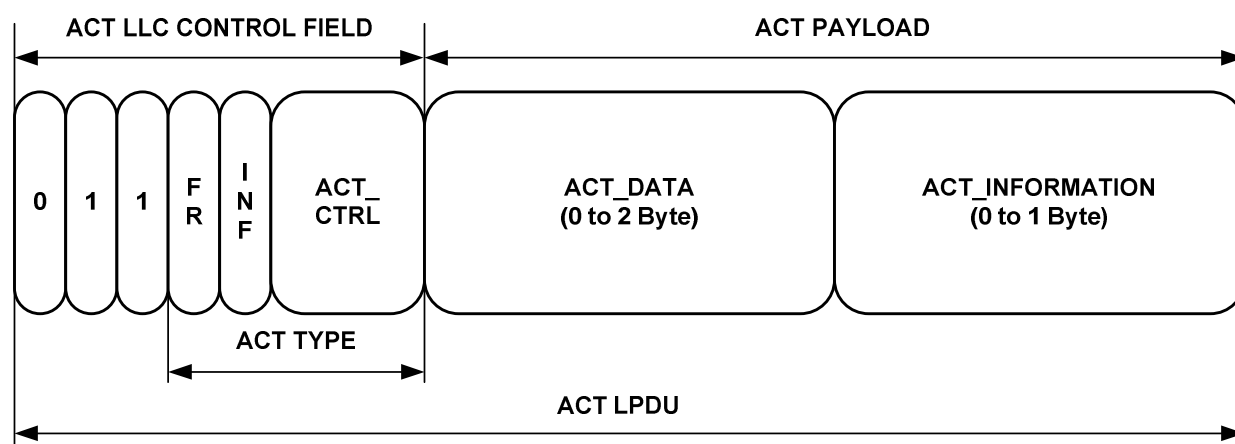 ACT LLC CONTROL FIELD
ACT PAYLOAD
0
1
1
F
R
I
N
F
ACT_
CTRL
ACT_DATA
(0 to 2 Byte)
ACT_INFORMATION
(0 to 1 Byte)
ACT TYPE
ACT LPDU